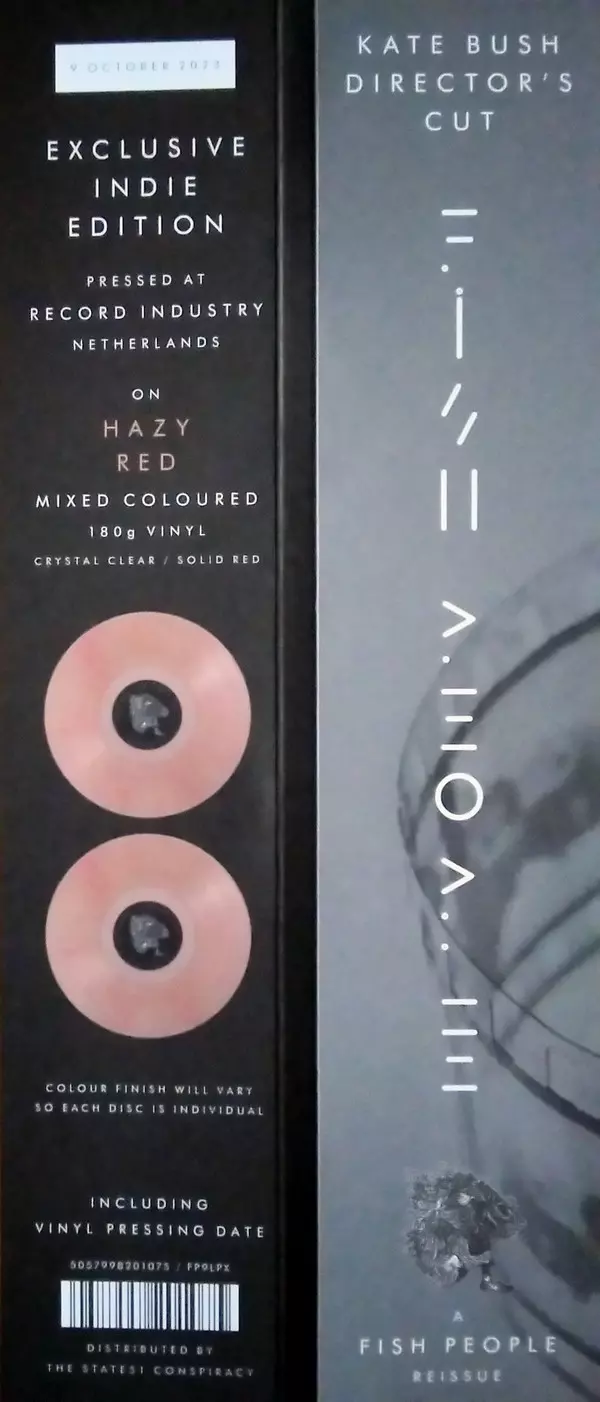 9 OCTOBER 2023
EXCLUSIVE
INDIE
EDITION
PRESSED AT
RECORD INDUSTRY
NETHERLANDS
ON
HAZY
RED
MIXED COLOURED
180g VINYL
CRYSTAL CLEAR / SOLID RED
COLOUR FINISH WILL VARY
SO EACH DISC IS INDIVIDUAL
INCLUDING
VINYL PRESSING DATE
5057998201075 / FP9LPX
DISTRIBUTED BY
THE STATE51 CONSPIRACY
KATE BUSH
DIRECTOR'S
CUT
A
FISH PEOPLE
REISSUE